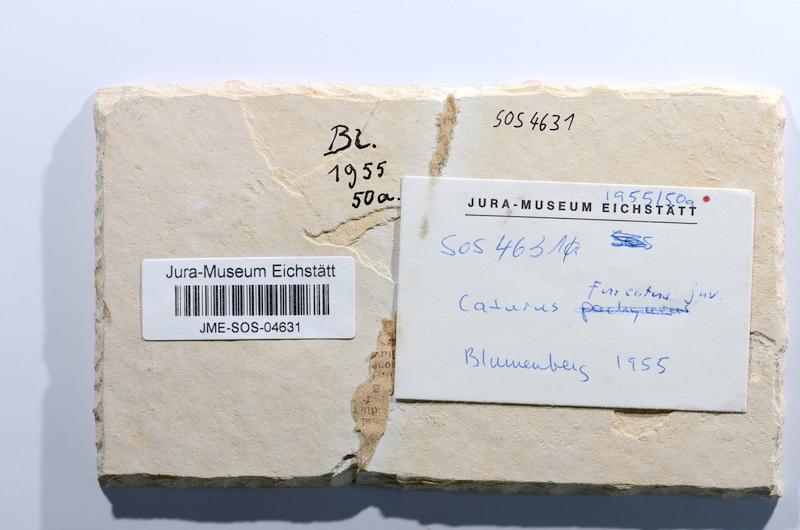 SOS 4631
Bl.
1955
50a.
1955/50a
JURA-MUSEUM EICHSTÄTT
SOS 4631a
Furcatus juv.
Caturus
Blumenberg 1955
Jura-Museum Eichstätt
JME-SOS-04631